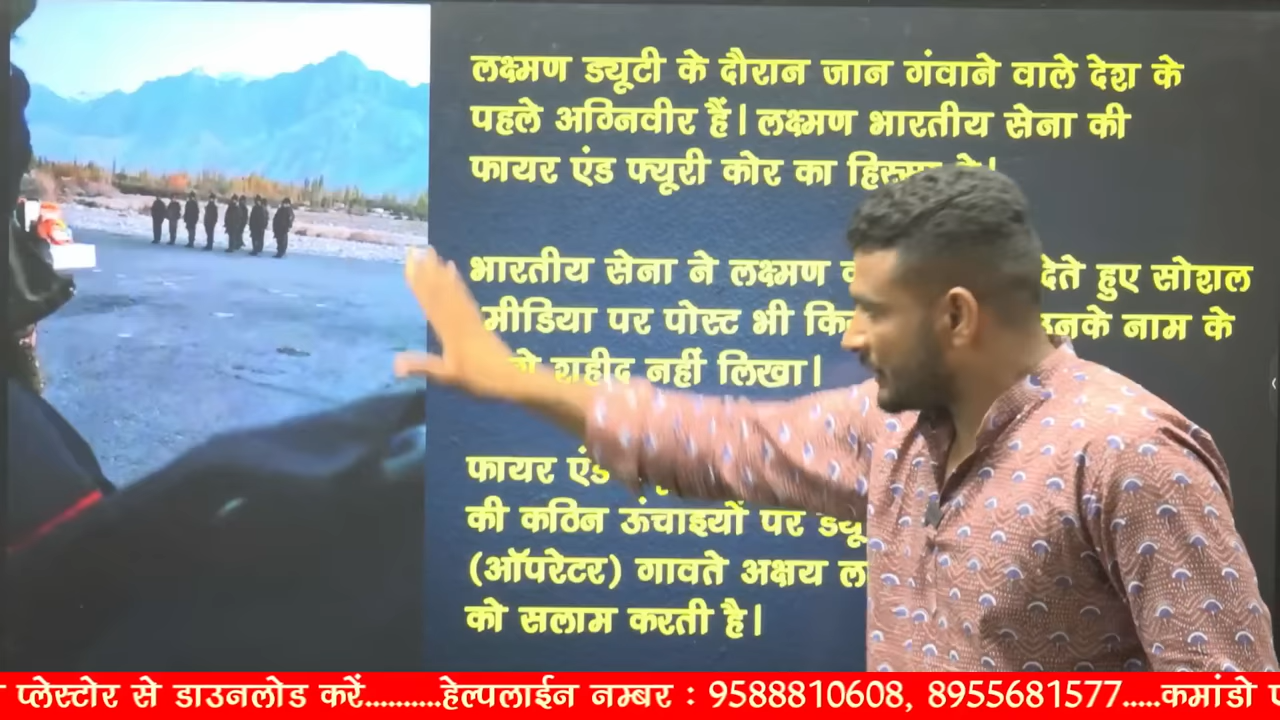 लक्ष्मण ड्यूटी के दौरान जान गंवाने वाले देश के
पहले अग्निवीर हैं। लक्ष्मण भारतीय सेना की
फायर एंड फ्यूरी कोर का
भारतीय सेना ने लक्ष्मण देते हुए सोशल
मीडिया पर पोस्ट भी उनके नाम के
शहीद नहीं लिखा।
फायर एंड
की कठिन ऊंचाइयों पर
(ऑपरेटर) गावते अक्षय
को सलाम करती है।
प्लेस्टोर से डाउनलोड करें..........हेल्पलाईन नम्बर : 9588810608, 8955681577.....कमांडो